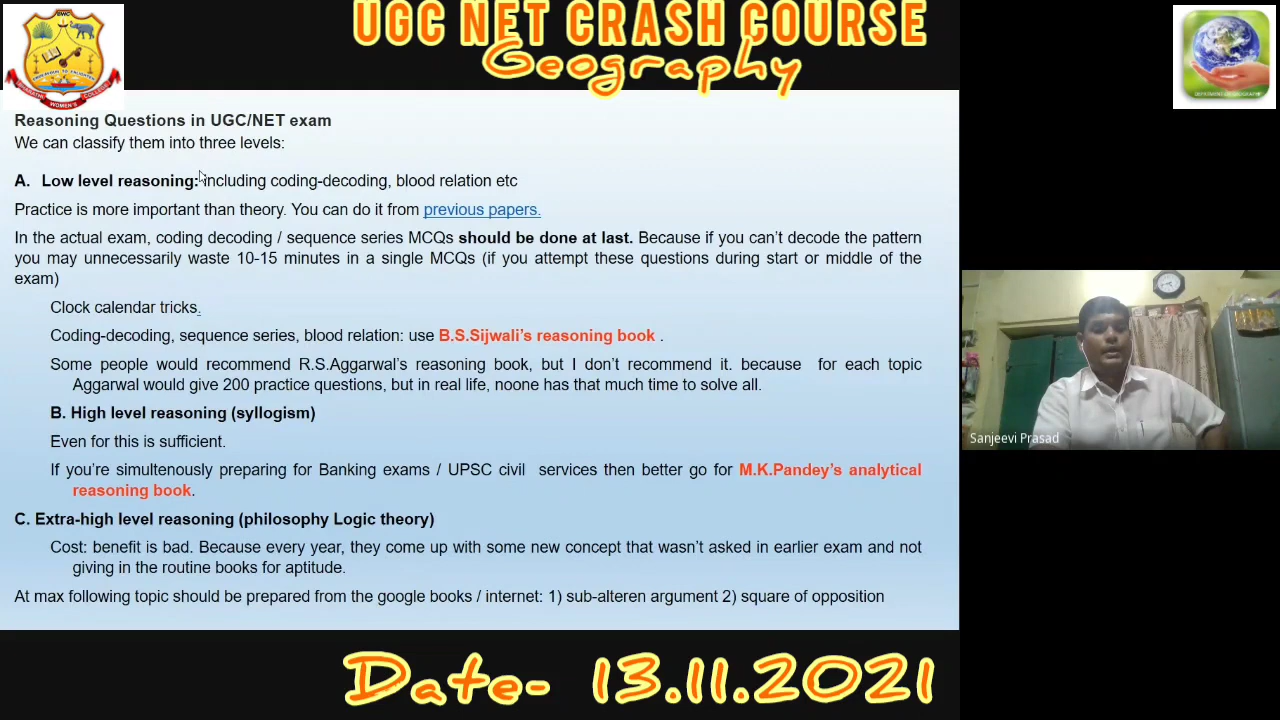 UGC NET CRASH COURSE
Geography
BWC
WOMEN'S
COLLEGE
DEPARTMENT OF GEOGRAPHY
Reasoning Questions in UGC/NET exam
We can classify them into three levels:
A. Low level reasoning: including coding-decoding, blood relation etc
Practice is more important than theory. You can do it from previous papers.
In the actual exam, coding decoding / sequence series MCQs should be done at last. Because if you can't decode the pattern
you may unnecessarily waste 10-15 minutes in a single MCQs (if you attempt these questions during start or middle of the
exam)
Clock calendar tricks.
Coding-decoding, sequence series, blood relation: use B.S.Sijwali's reasoning book .
Some people would recommend R.S.Aggarwal's reasoning book, but I don't recommend it. because for each topic
Aggarwal would give 200 practice questions, but in real life, noone has that much time to solve all.
B. High level reasoning (syllogism)
Even for this is sufficient.
If you're simultenously preparing for Banking exams / UPSC civil services then better go for M.K.Pandey's analytical
reasoning book.
C. Extra-high level reasoning (philosophy Logic theory)
Cost: benefit is bad. Because every year, they come up with some new concept that wasn't asked in earlier exam and not
giving in the routine books for aptitude.
At max following topic should be prepared from the google books / internet: 1) sub-alteren argument 2) square of opposition
Sanjeevi Prasad
Date- 13.11.2021